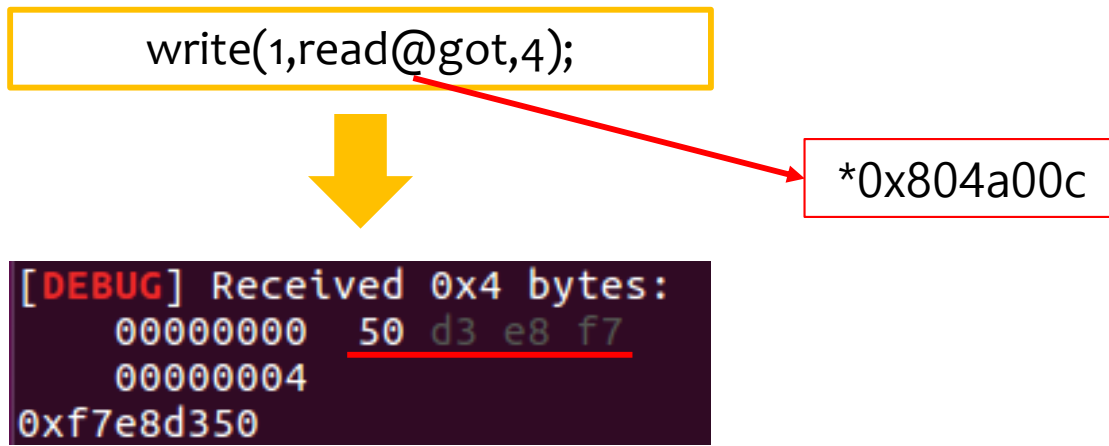 write(1,read@got,4);
*0x804a00c
[DEBUG] Received 0x4 bytes:
00000000 50 d3 e8 f7
00000004
0xf7e8d350